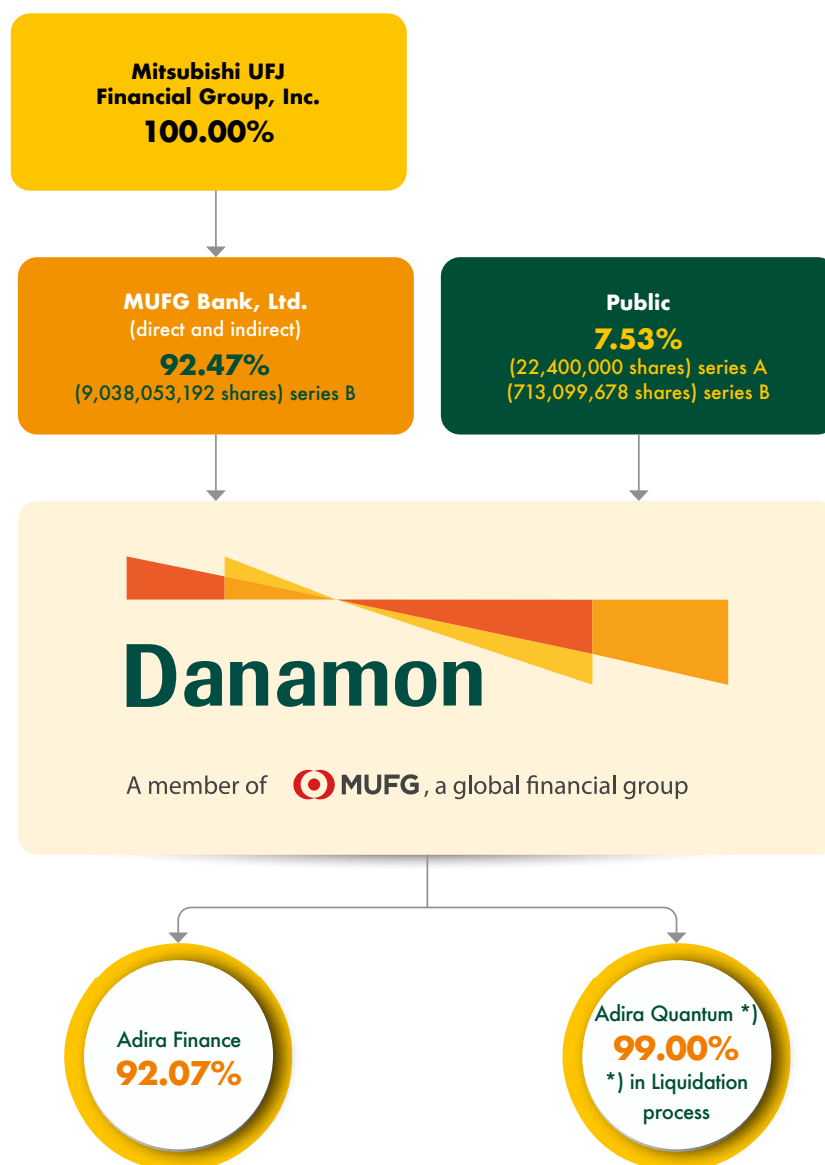 Mitsubishi UFJ
Financial Group, Inc.
100.00%
MUFG Bank, Ltd.
(direct and indirect)
92.47%
(9,038,053,192 shares) series B
Public
7.53%
(22,400,000 shares) series A
(713,099,678 shares) series B
Danamon
A member of MUFG, a global financial group
Adira Finance
92.07%
Adira Quantum *)
99.00%
*) in Liquidation
process